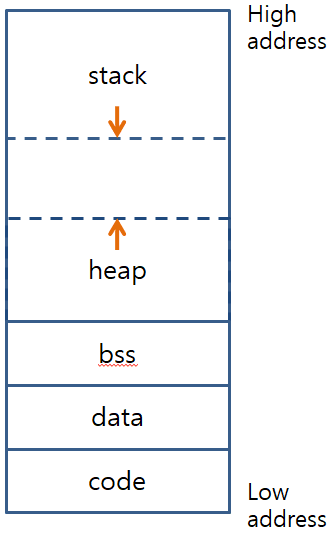 High
address
stack
heap
bss
data
code
Low
address